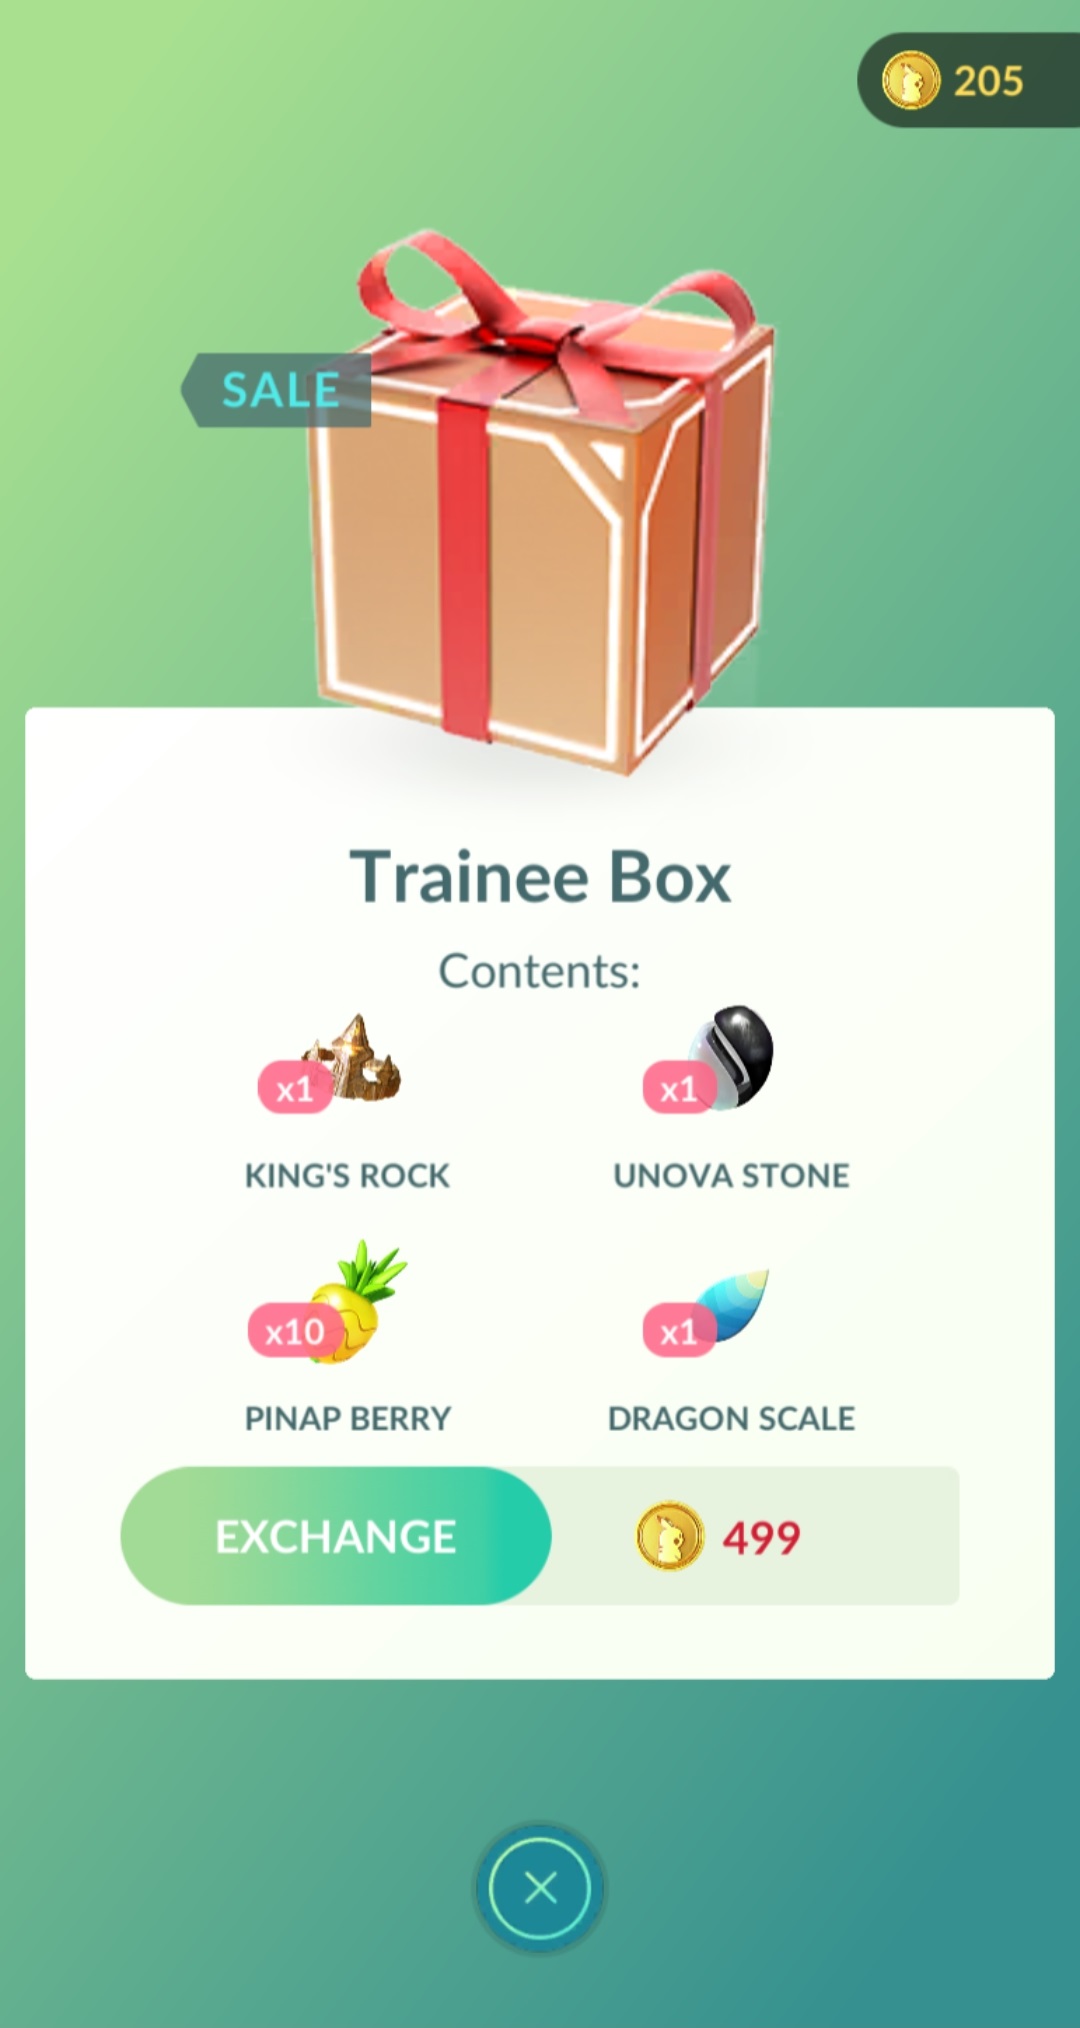 205
SALE
Trainee Box
Contents:
x1
x1
KING'S ROCK
UNOVA STONE
x10
x1
PINAP BERRY
DRAGON SCALE
EXCHANGE
499